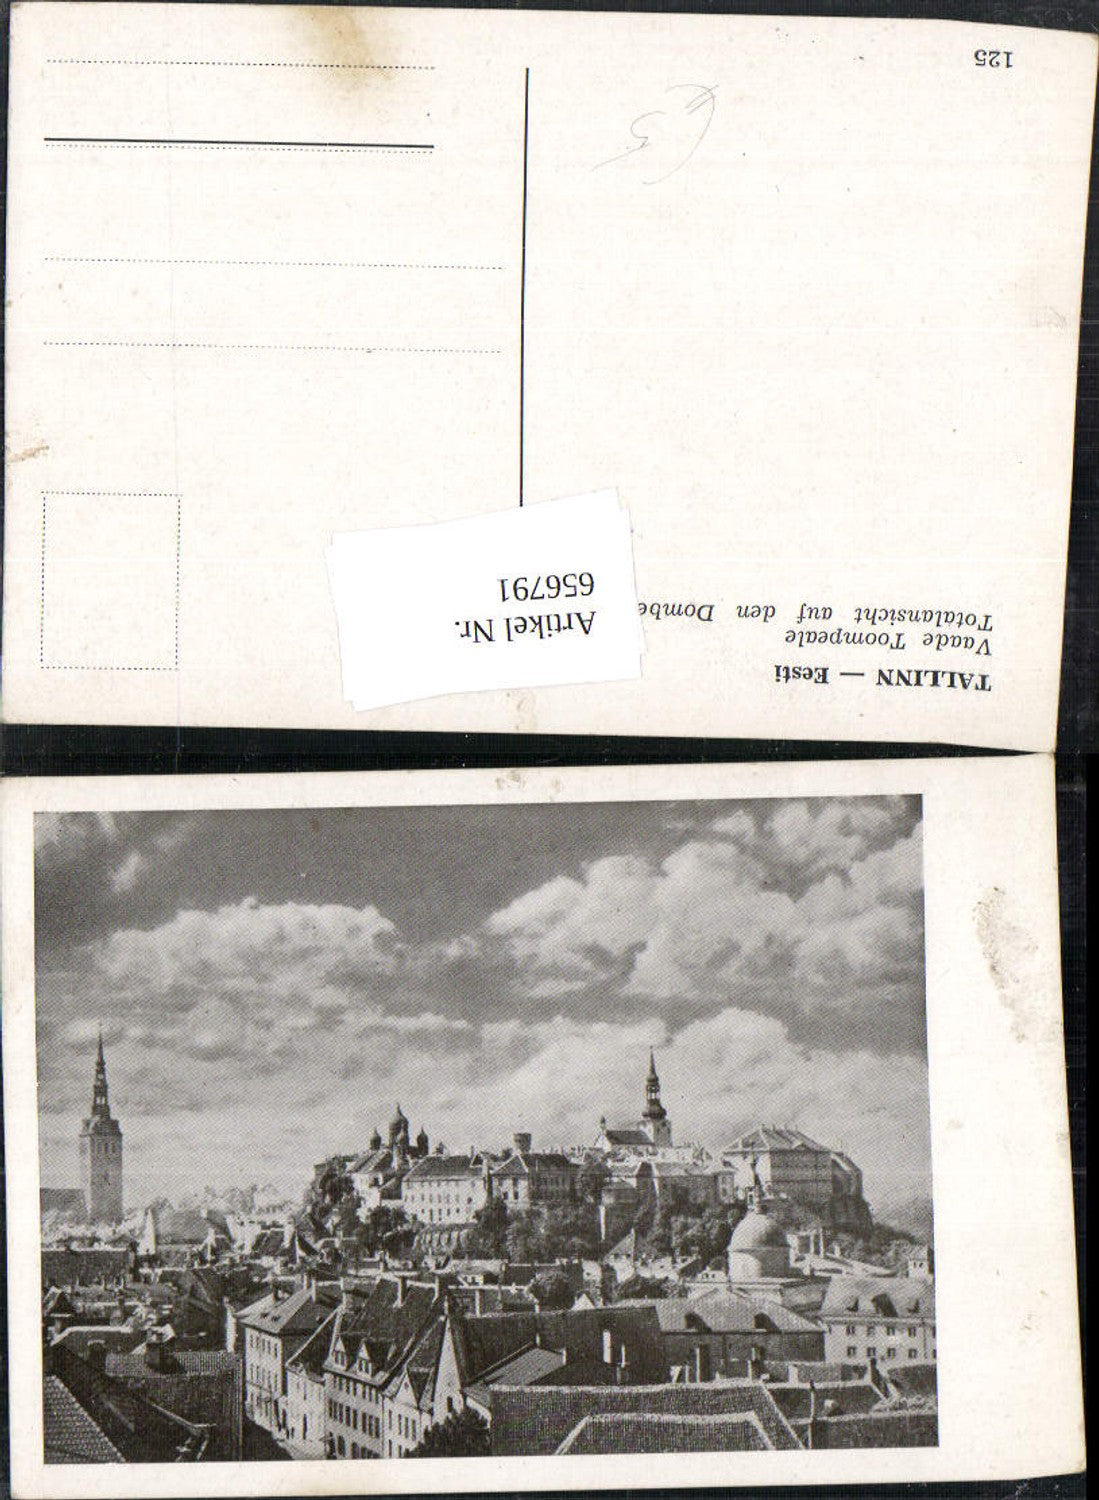 TALLINN — Eesti
Vaade Toompeale
Totalansicht auf den Dombe
Artikel Nr.
656791
125